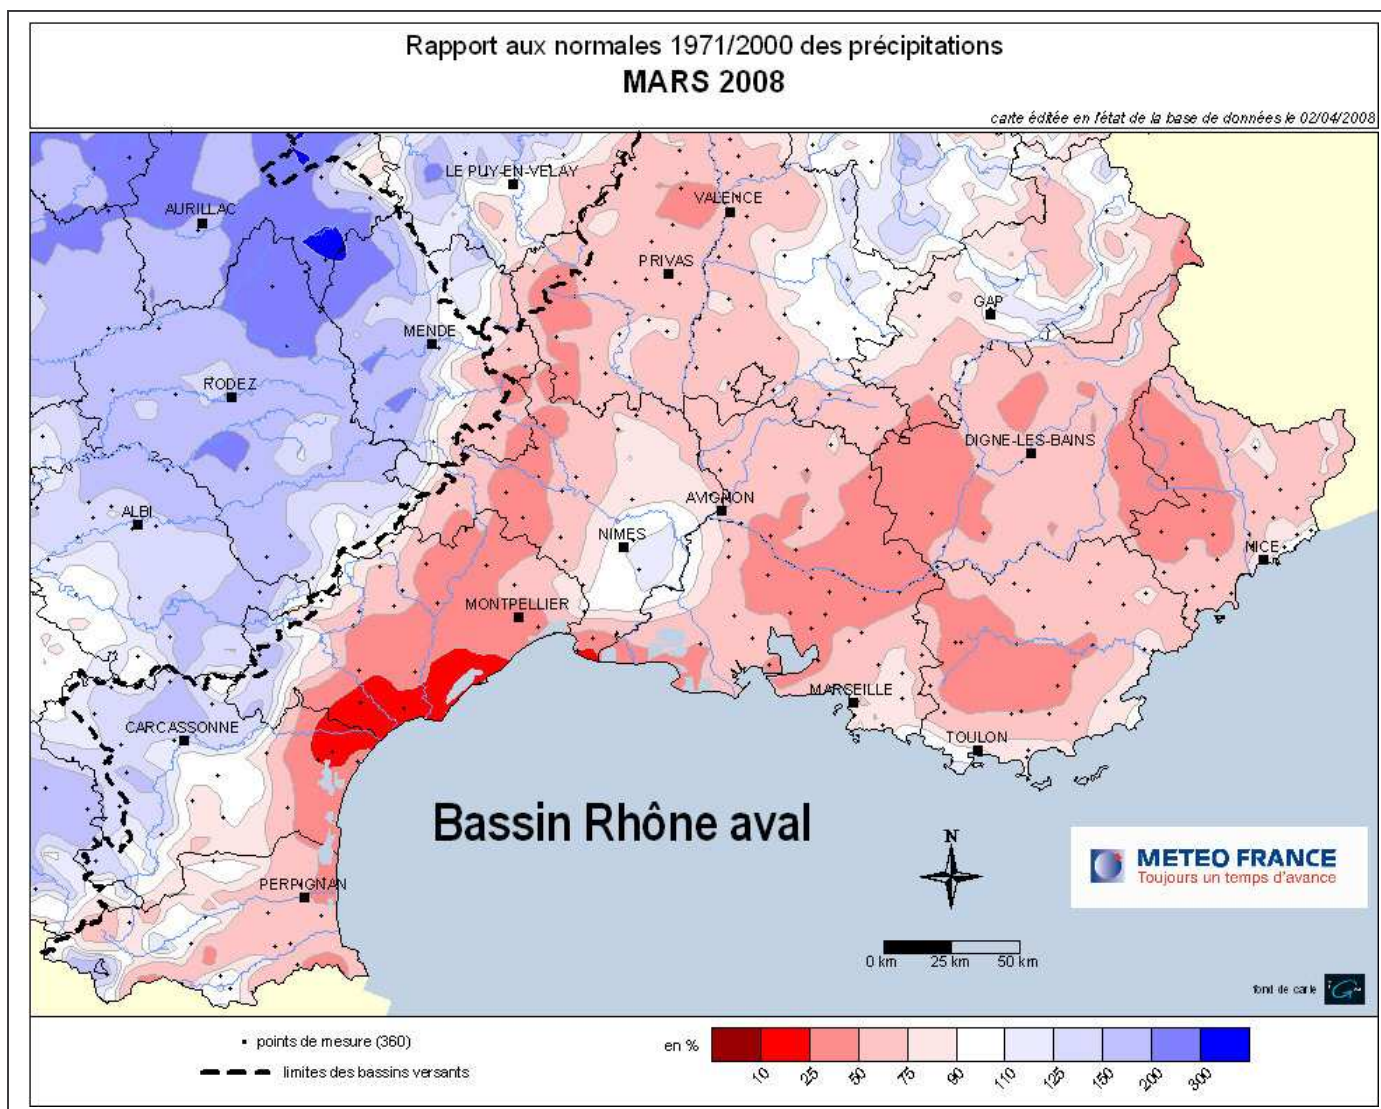 Rapport aux normales 1971/2000 des précipitations
MARS 2008
carte éditée en l'état de la base de données le 02/04/2008
LE PUY-EN-VELAY
AURILLAC
VALENCE
PRIVAS
GAP
MENDE
RODEZ
DIGNE-LES-BAINS
AVIGNON
ALBI
NIMES
NICE
MONTPELLIER
MARSEILLE
CARCASSONNE
TOULON
Bassin Rhône aval
N
METEO FRANCE
Toujours un temps d'avance
PERPIGNAN
0 km 25 km 50 km
fond de carte
points de mesure (360)
en %
limites des bassins versants
10 25 50 75 90 110 125 150 200 300